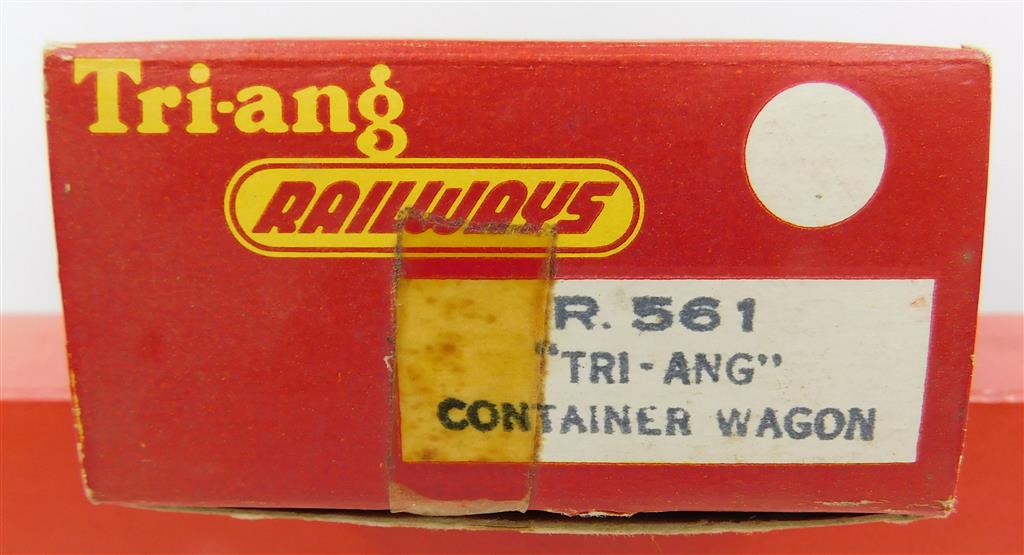 Tri-ang
RAILWAYS
R. 561
"TRI-ANG"
CONTAINER WAGON